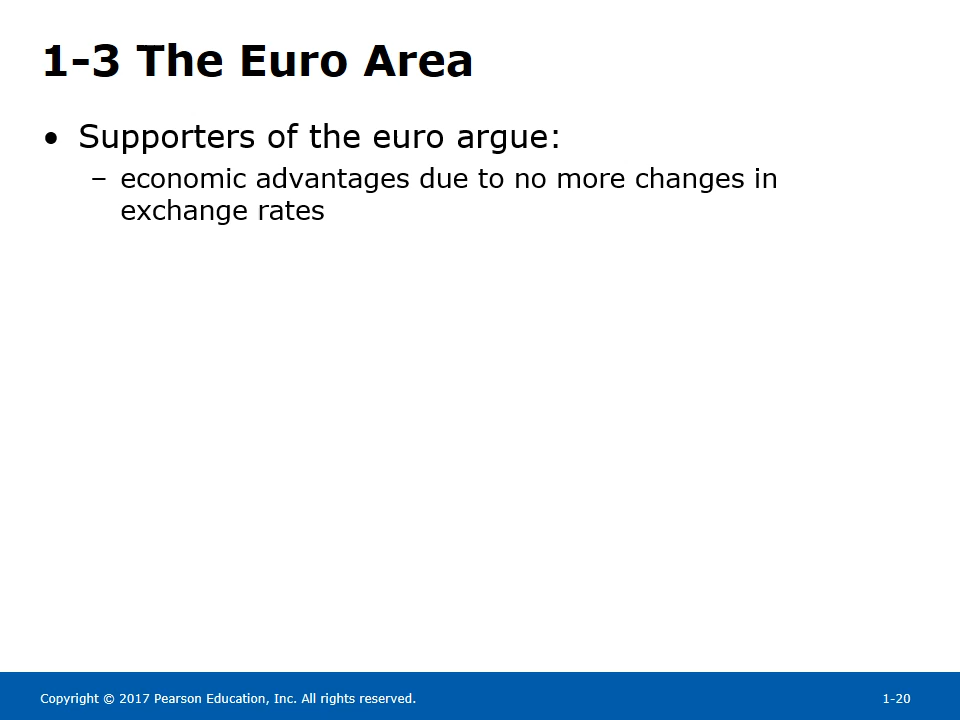 1-3 The Euro Area
• Supporters of the euro argue:
– economic advantages due to no more changes in
exchange rates
Copyright © 2017 Pearson Education, Inc. All rights reserved.
1-20